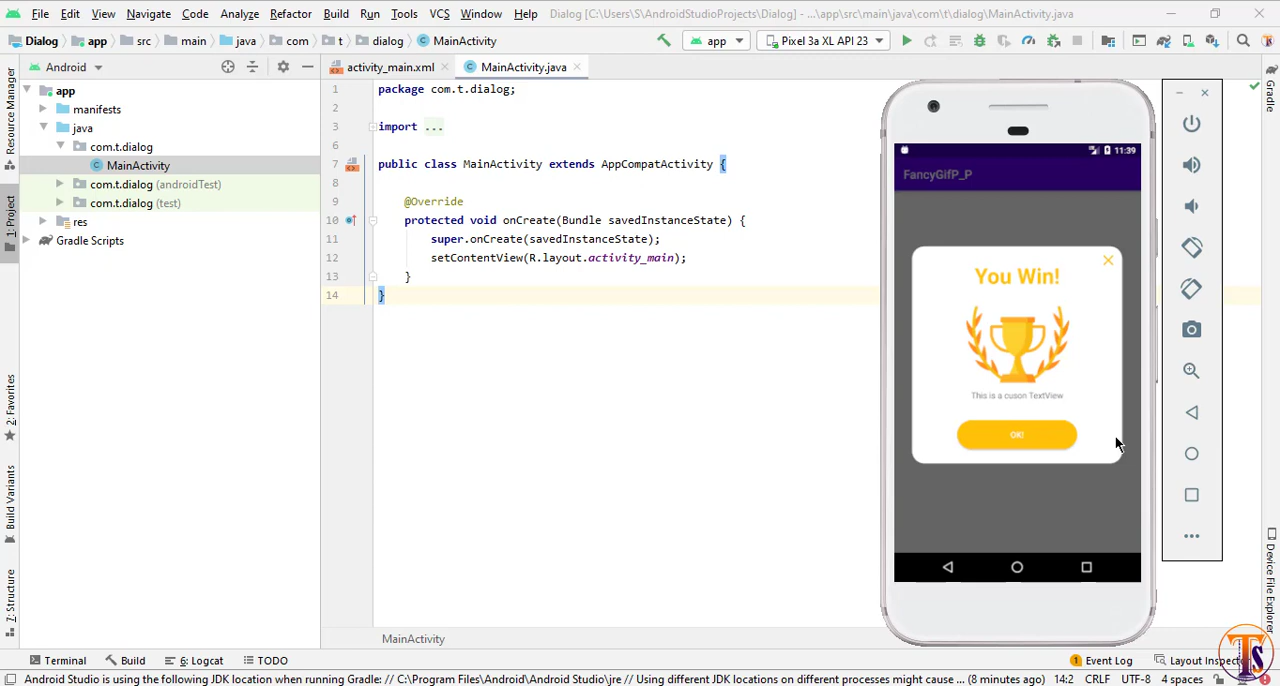 File Edit View Navigate Code Analyze Refactor Build Run Tools VCS Window Help Dialog [C:\Users\S\AndroidStudioProjects\Dialog] - ...\app\src\main\java\com\t\dialog\MainActivity.java
Dialog app src main java com t dialog MainActivity app Pixel 3a XL API 23
Android
activity_main.xml MainActivity.java
Resource Manager
1: Project
2: Favorites
Build Variants
7: Structure
Gradle
Device File Explorer
app
manifests
java
com.t.dialog
MainActivity
com.t.dialog (androidTest)
com.t.dialog (test)
res
Gradle Scripts
1 package com.t.dialog;
2
3 import ...
6
7 public class MainActivity extends AppCompatActivity {
8
9 @Override
10 protected void onCreate(Bundle savedInstanceState) {
11 super.onCreate(savedInstanceState);
12 setContentView(R.layout.activity_main);
13 }
14 }
11:39
FancyGifP_P
You Win!
This is a cuson TextView
OK!
MainActivity
Terminal Build 6: Logcat TODO 1 Event Log Layout Inspec
TS
Android Studio is using the following JDK location when running Gradle: // C:\Program Files\Android\Android Studio\jre // Using different JDK locations on different processes might cause ... (8 minutes ago) 14:2 CRLF UTF-8 4 spaces